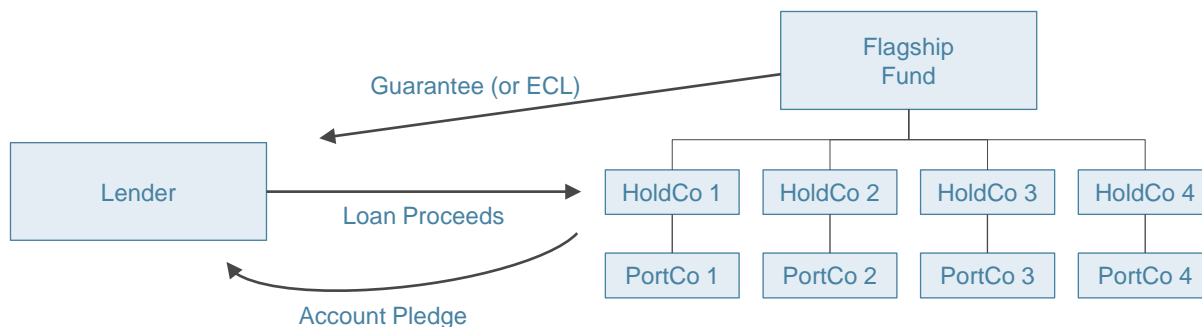 Flagship
Fund
Guarantee (or ECL)
Lender
HoldCo 1
HoldCo 2
HoldCo 3
HoldCo 4
Loan Proceeds
PortCo 1
PortCo 2
PortCo 3
PortCo 4
Account Pledge